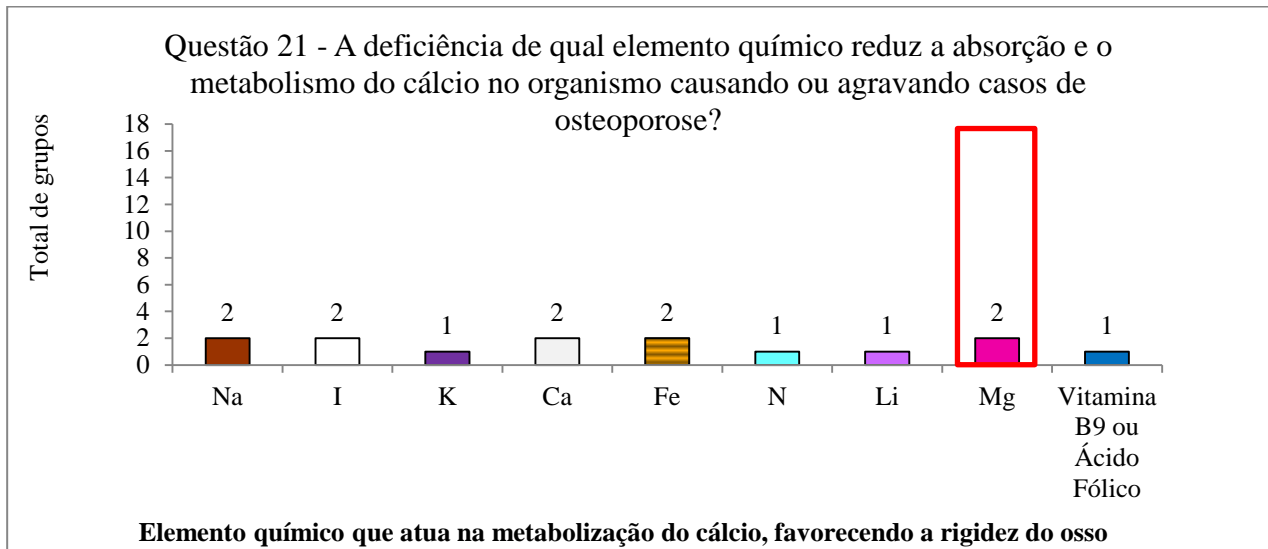 Questão 21 - A deficiência de qual elemento químico reduz a absorção e o
metabolismo do cálcio no organismo causando ou agravando casos de
osteoporose?
Total de grupos
18
16
14
12
10
8
6
4
2
0
2
2
1
2
2
1
1
2
1
Na
I
K
Ca
Fe
N
Li
Mg
Vitamina
B9 ou
Ácido
Fólico
Elemento químico que atua na metabolização do cálcio, favorecendo a rigidez do osso